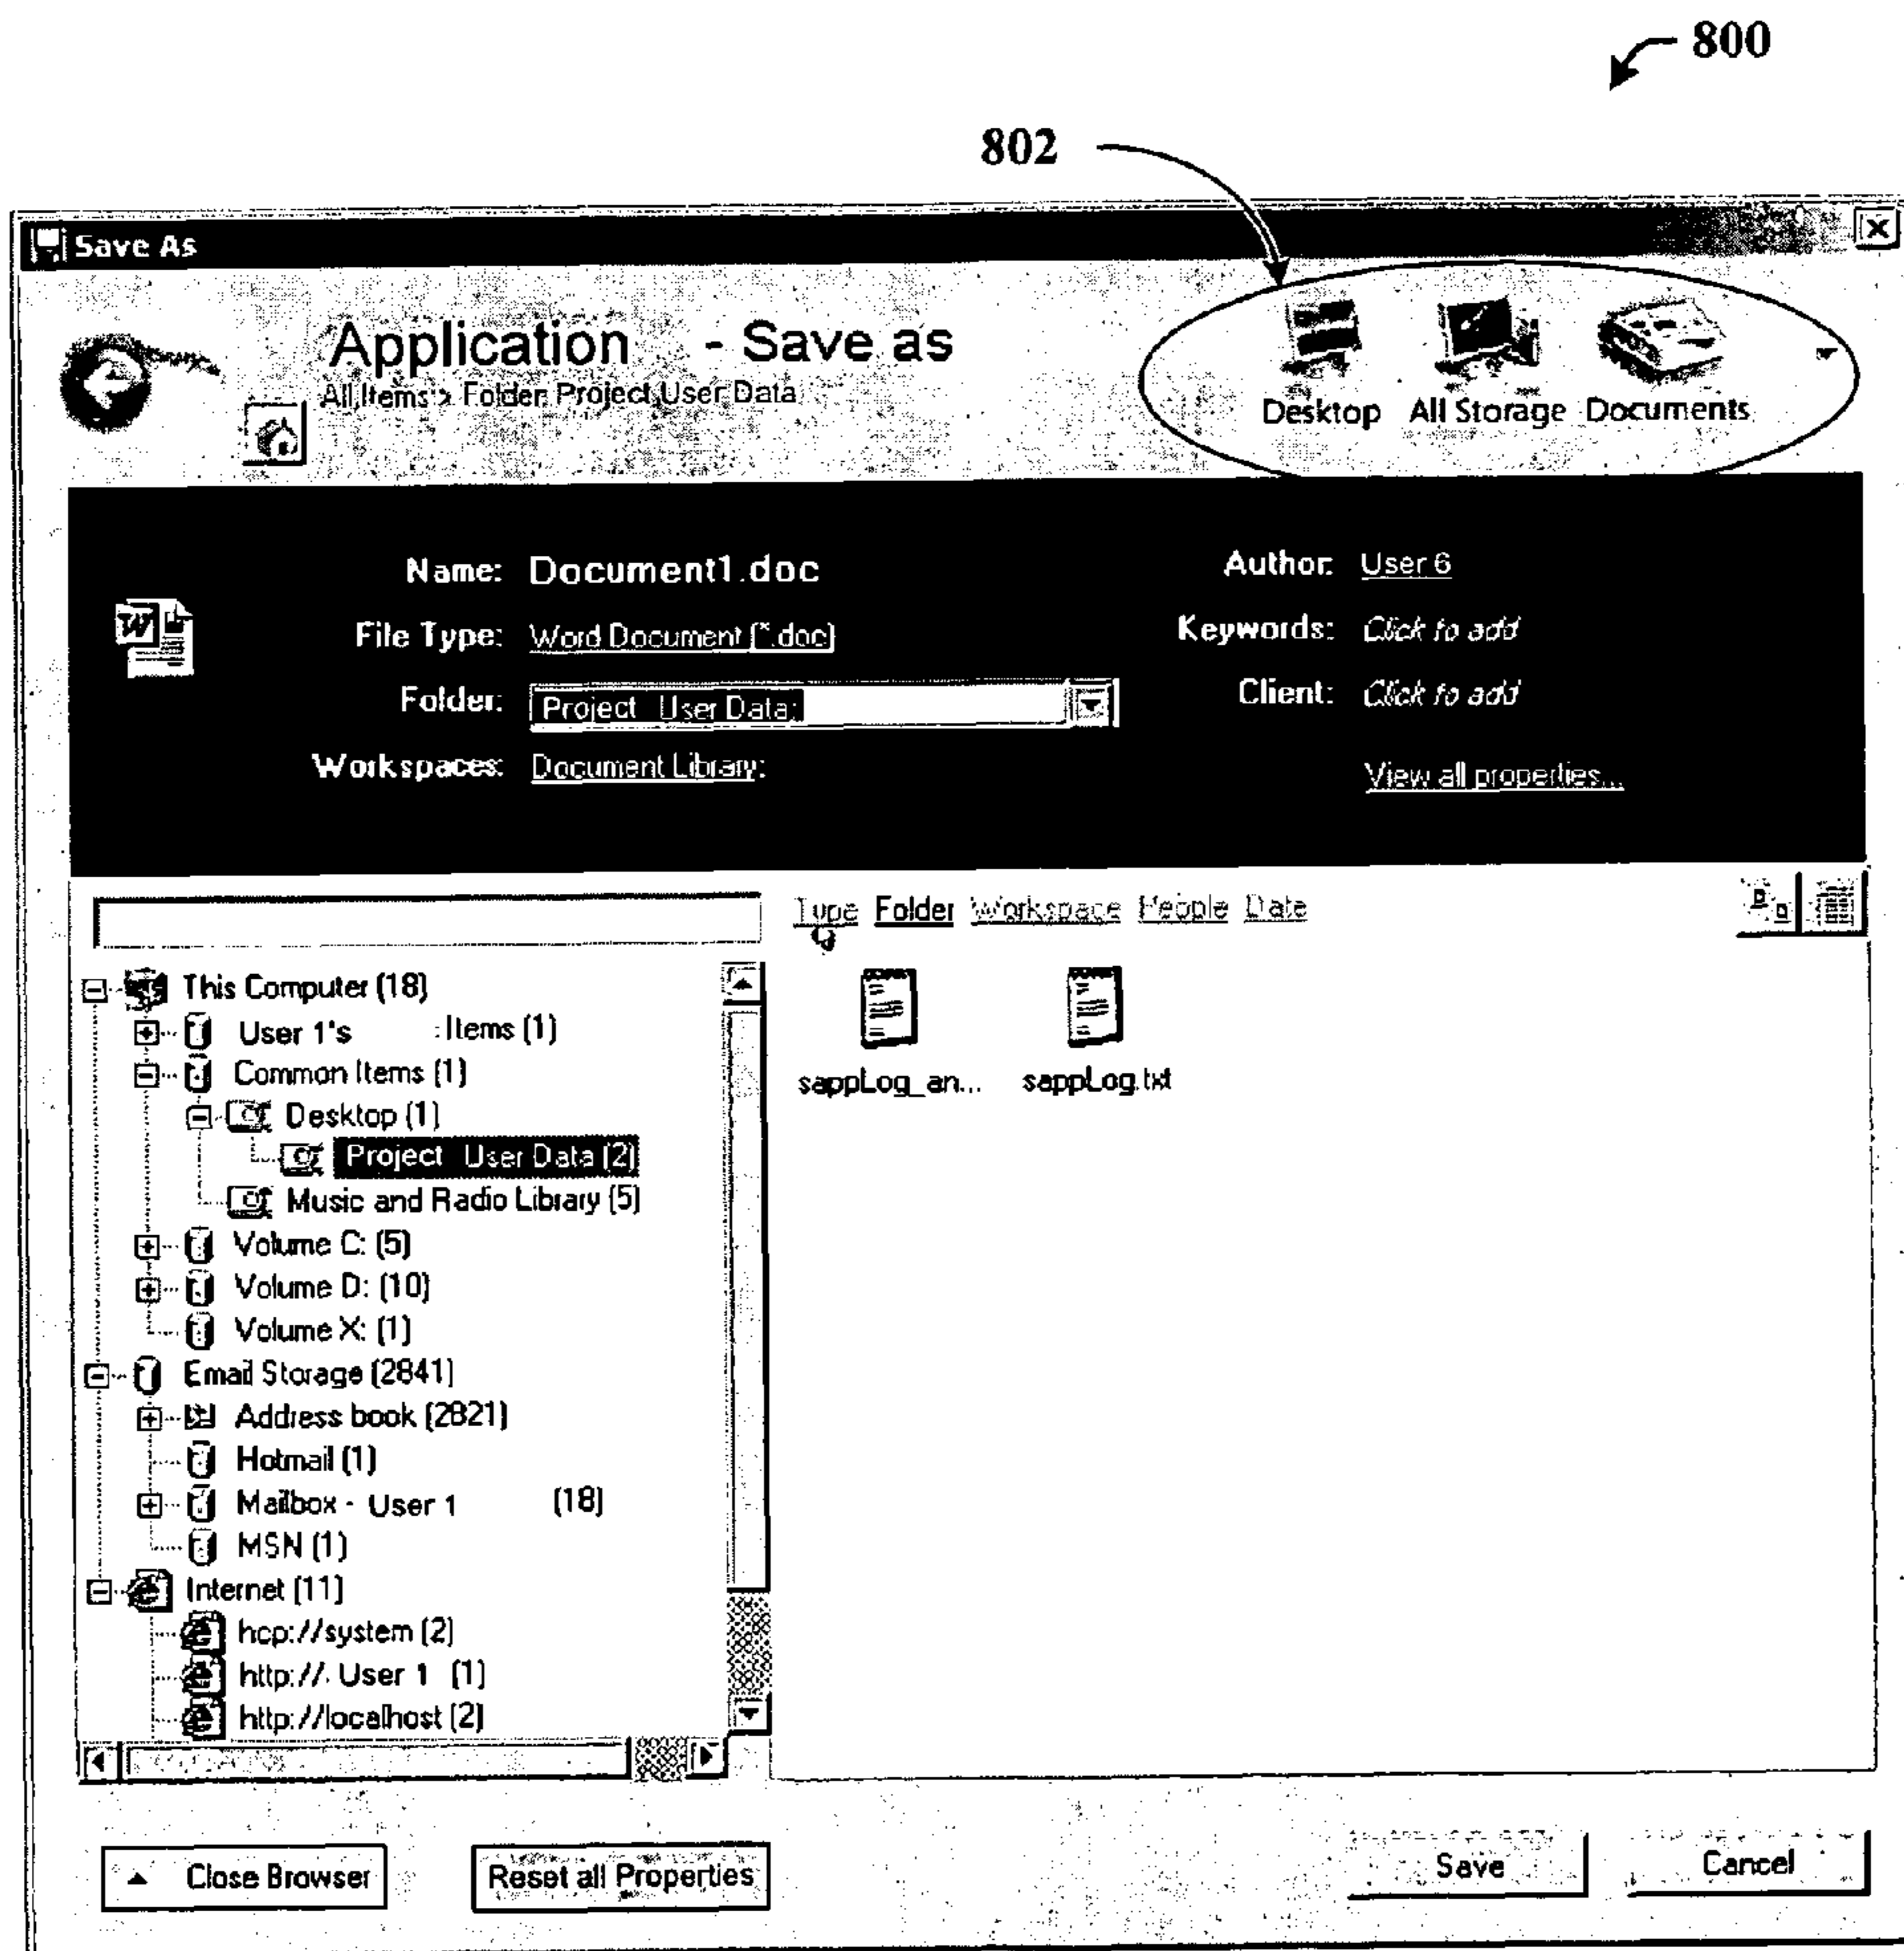 800
802
Save As
Application - Save as
All Items > Folder: Project User Data
Desktop All Storage Documents
Name: Document1.doc
File Type: Word Document (*.doc)
Folder: Project User Data;
Workspaces: Document Library;
Author: User 6
Keywords: Click to add
Client: Click to add
View all properties...
Type Folder Workspace People Date
This Computer (18)
User 1's Items (1)
Common Items (1)
Desktop (1)
Project User Data (2)
Music and Radio Library (5)
Volume C: (5)
Volume D: (10)
Volume X: (1)
Email Storage (2841)
Address book (2821)
Hotmail (1)
Mailbox - User 1 (18)
MSN (1)
Internet (11)
hcp://system (2)
http:// User 1 (1)
http://localhost (2)
sappLog_an...
sappLog.txt
Close Browser
Reset all Properties
Save
Cancel